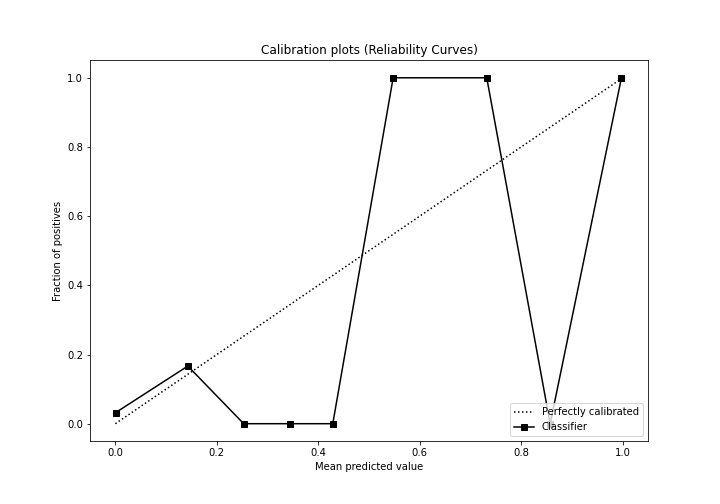 Calibration plots (Reliability Curves)
1.0
0.8
0.6
0.4
0.2
0.0
Fraction of positives
Perfectly calibrated
Classifier
0.0 0.2 0.4 0.6 0.8 1.0
Mean predicted value